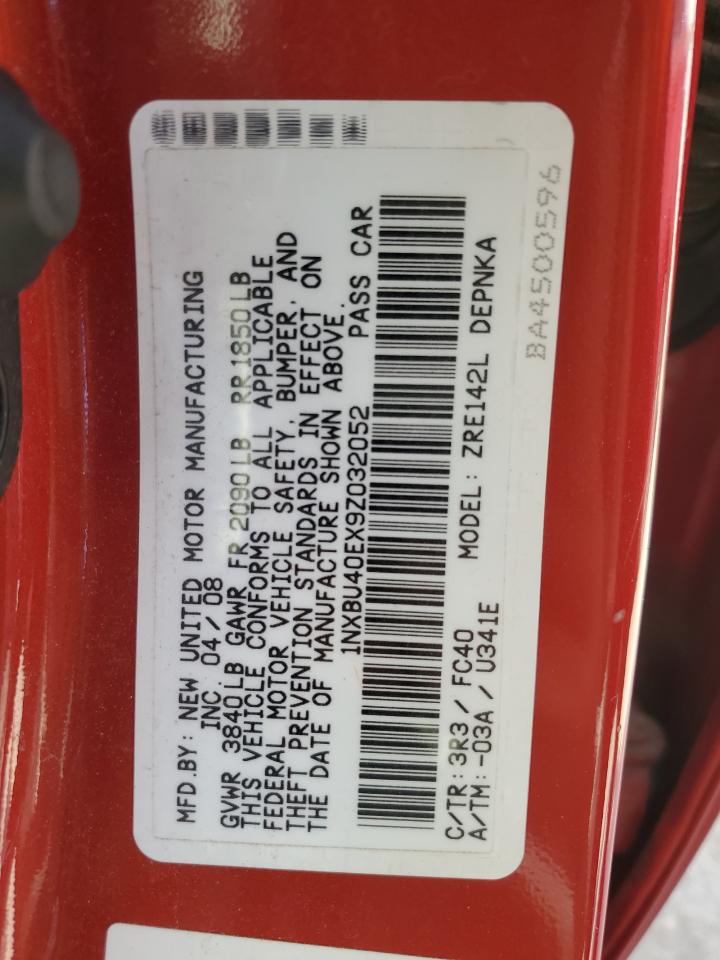 MFD.BY: NEW UNITED MOTOR MANUFACTURING
INC. 04/08
GVWR 3840LB GAWR FR 2090LB RR 1850LB
THIS VEHICLE CONFORMS TO ALL APPLICABLE
FEDERAL MOTOR VEHICLE SAFETY, BUMPER, AND
THEFT PREVENTION STANDARDS IN EFFECT ON
THE DATE OF MANUFACTURE SHOWN ABOVE.
1NXBU40EX9Z032052 PASS CAR
C/TR: 3R3/FC40 MODEL: ZRE142L DEPNKA
A/TM: -03A/U341E
BA4500596